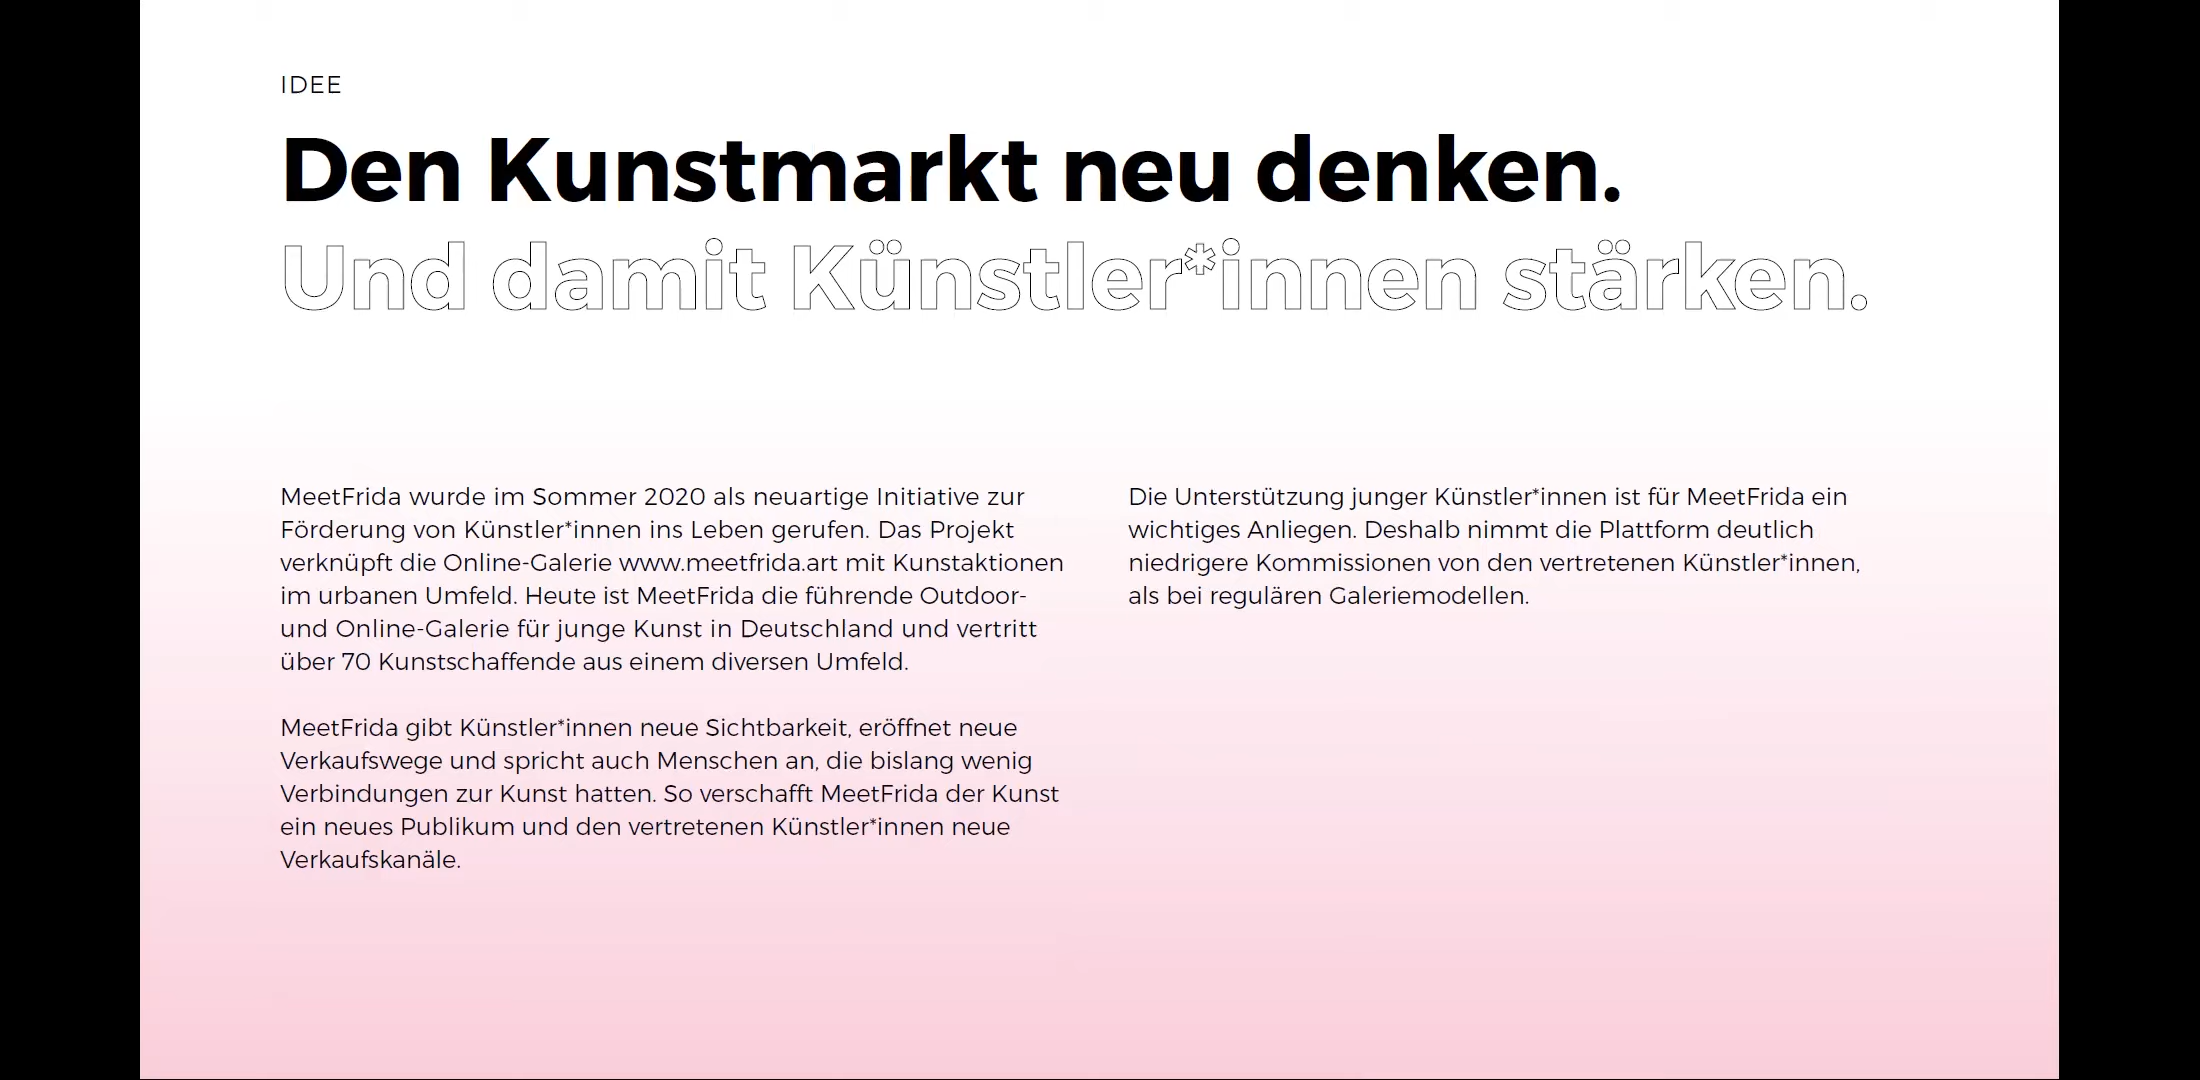 IDEE
Den Kunstmarkt neu denken.
Und damit Künstler*innen stärken.
MeetFrida wurde im Sommer 2020 als neuartige Initiative zur
Förderung von Künstler*innen ins Leben gerufen. Das Projekt
verknüpft die Online-Galerie www.meetfrida.art mit Kunstaktionen
im urbanen Umfeld. Heute ist MeetFrida die führende Outdoor-
und Online-Galerie für junge Kunst in Deutschland und vertritt
über 70 Kunstschaffende aus einem diversen Umfeld.
MeetFrida gibt Künstler*innen neue Sichtbarkeit, eröffnet neue
Verkaufswege und spricht auch Menschen an, die bislang wenig
Verbindungen zur Kunst hatten. So verschafft MeetFrida der Kunst
ein neues Publikum und den vertretenen Künstler*innen neue
Verkaufskanäle.
Die Unterstützung junger Künstler*innen ist für MeetFrida ein
wichtiges Anliegen. Deshalb nimmt die Plattform deutlich
niedrigere Kommissionen von den vertretenen Künstler*innen,
als bei regulären Galeriemodellen.